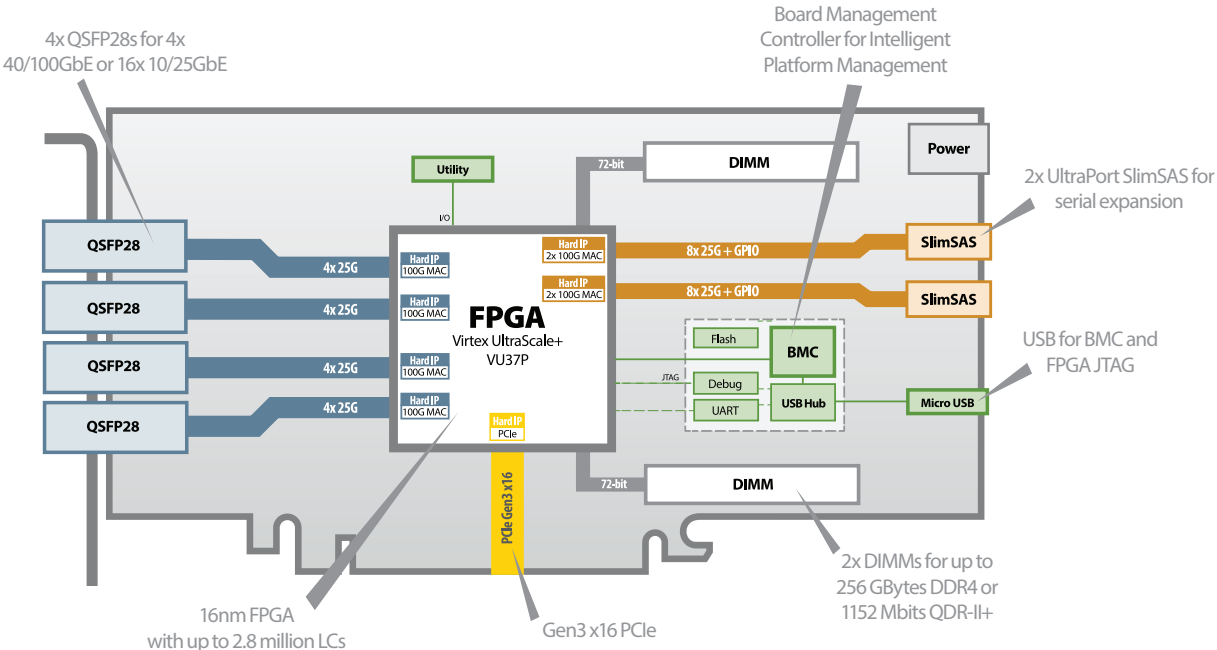 Board Management
Controller for Intelligent
Platform Management
4x QSFP28s for 4x
40/100GbE or 16x 10/25GbE
Power
72-bit
DIMM
Utility
2x UltraPort SlimSAS for
serial expansion
I/O
QSFP28
4x 25G
Hard IP
100G MAC
Hard IP
2x 100G MAC
8x 25G + GPIO
SlimSAS
QSFP28
4x 25G
Hard IP
100G MAC
Hard IP
2x 100G MAC
8x 25G + GPIO
SlimSAS
FPGA
Virtex UltraScale+
VU37P
Flash
BMC
USB for BMC and
FPGA JTAG
QSFP28
4x 25G
Hard IP
100G MAC
JTAG
Debug
UART
USB Hub
Micro USB
QSFP28
4x 25G
Hard IP
100G MAC
Hard IP
PCIe
PCIe Gen3 x16
72-bit
DIMM
2x DIMMs for up to
256 GBytes DDR4 or
1152 Mbits QDR-II+
16nm FPGA
with up to 2.8 million LCs
Gen3 x16 PCIe